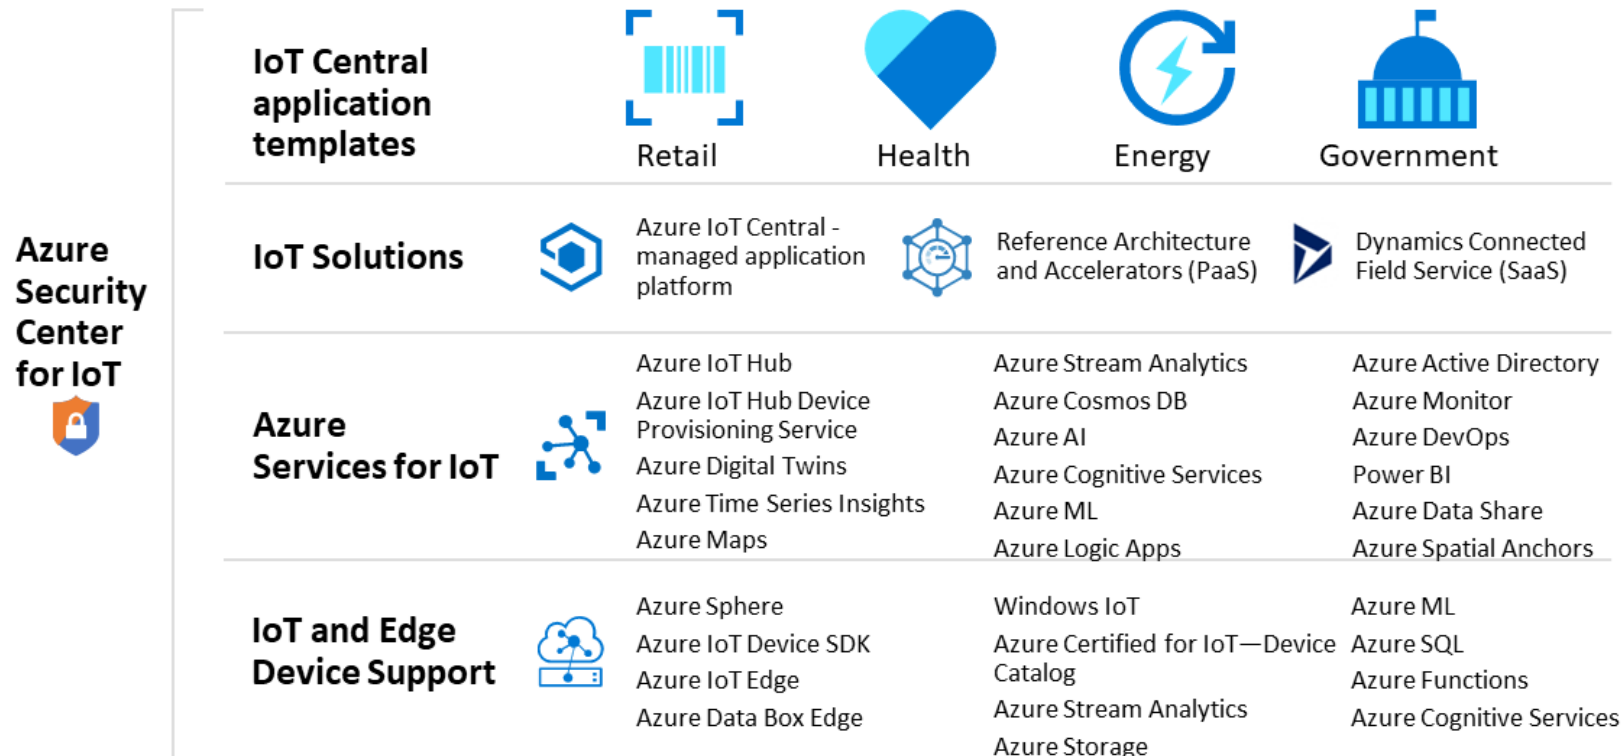 Azure
Security
Center
for IoT
IoT Central
application
templates
Retail
Health
Energy
Government
IoT Solutions
Azure IoT Central -
managed application
platform
Reference Architecture
and Accelerators (PaaS)
Dynamics Connected
Field Service (SaaS)
Azure
Services for IoT
Azure IoT Hub
Azure IoT Hub Device
Provisioning Service
Azure Digital Twins
Azure Time Series Insights
Azure Maps
Azure Stream Analytics
Azure Cosmos DB
Azure AI
Azure Cognitive Services
Azure ML
Azure Logic Apps
Azure Active Directory
Azure Monitor
Azure DevOps
Power BI
Azure Data Share
Azure Spatial Anchors
IoT and Edge
Device Support
Azure Sphere
Azure IoT Device SDK
Azure IoT Edge
Azure Data Box Edge
Windows IoT
Azure Certified for IoT—Device
Catalog
Azure Stream Analytics
Azure Storage
Azure ML
Azure SQL
Azure Functions
Azure Cognitive Services